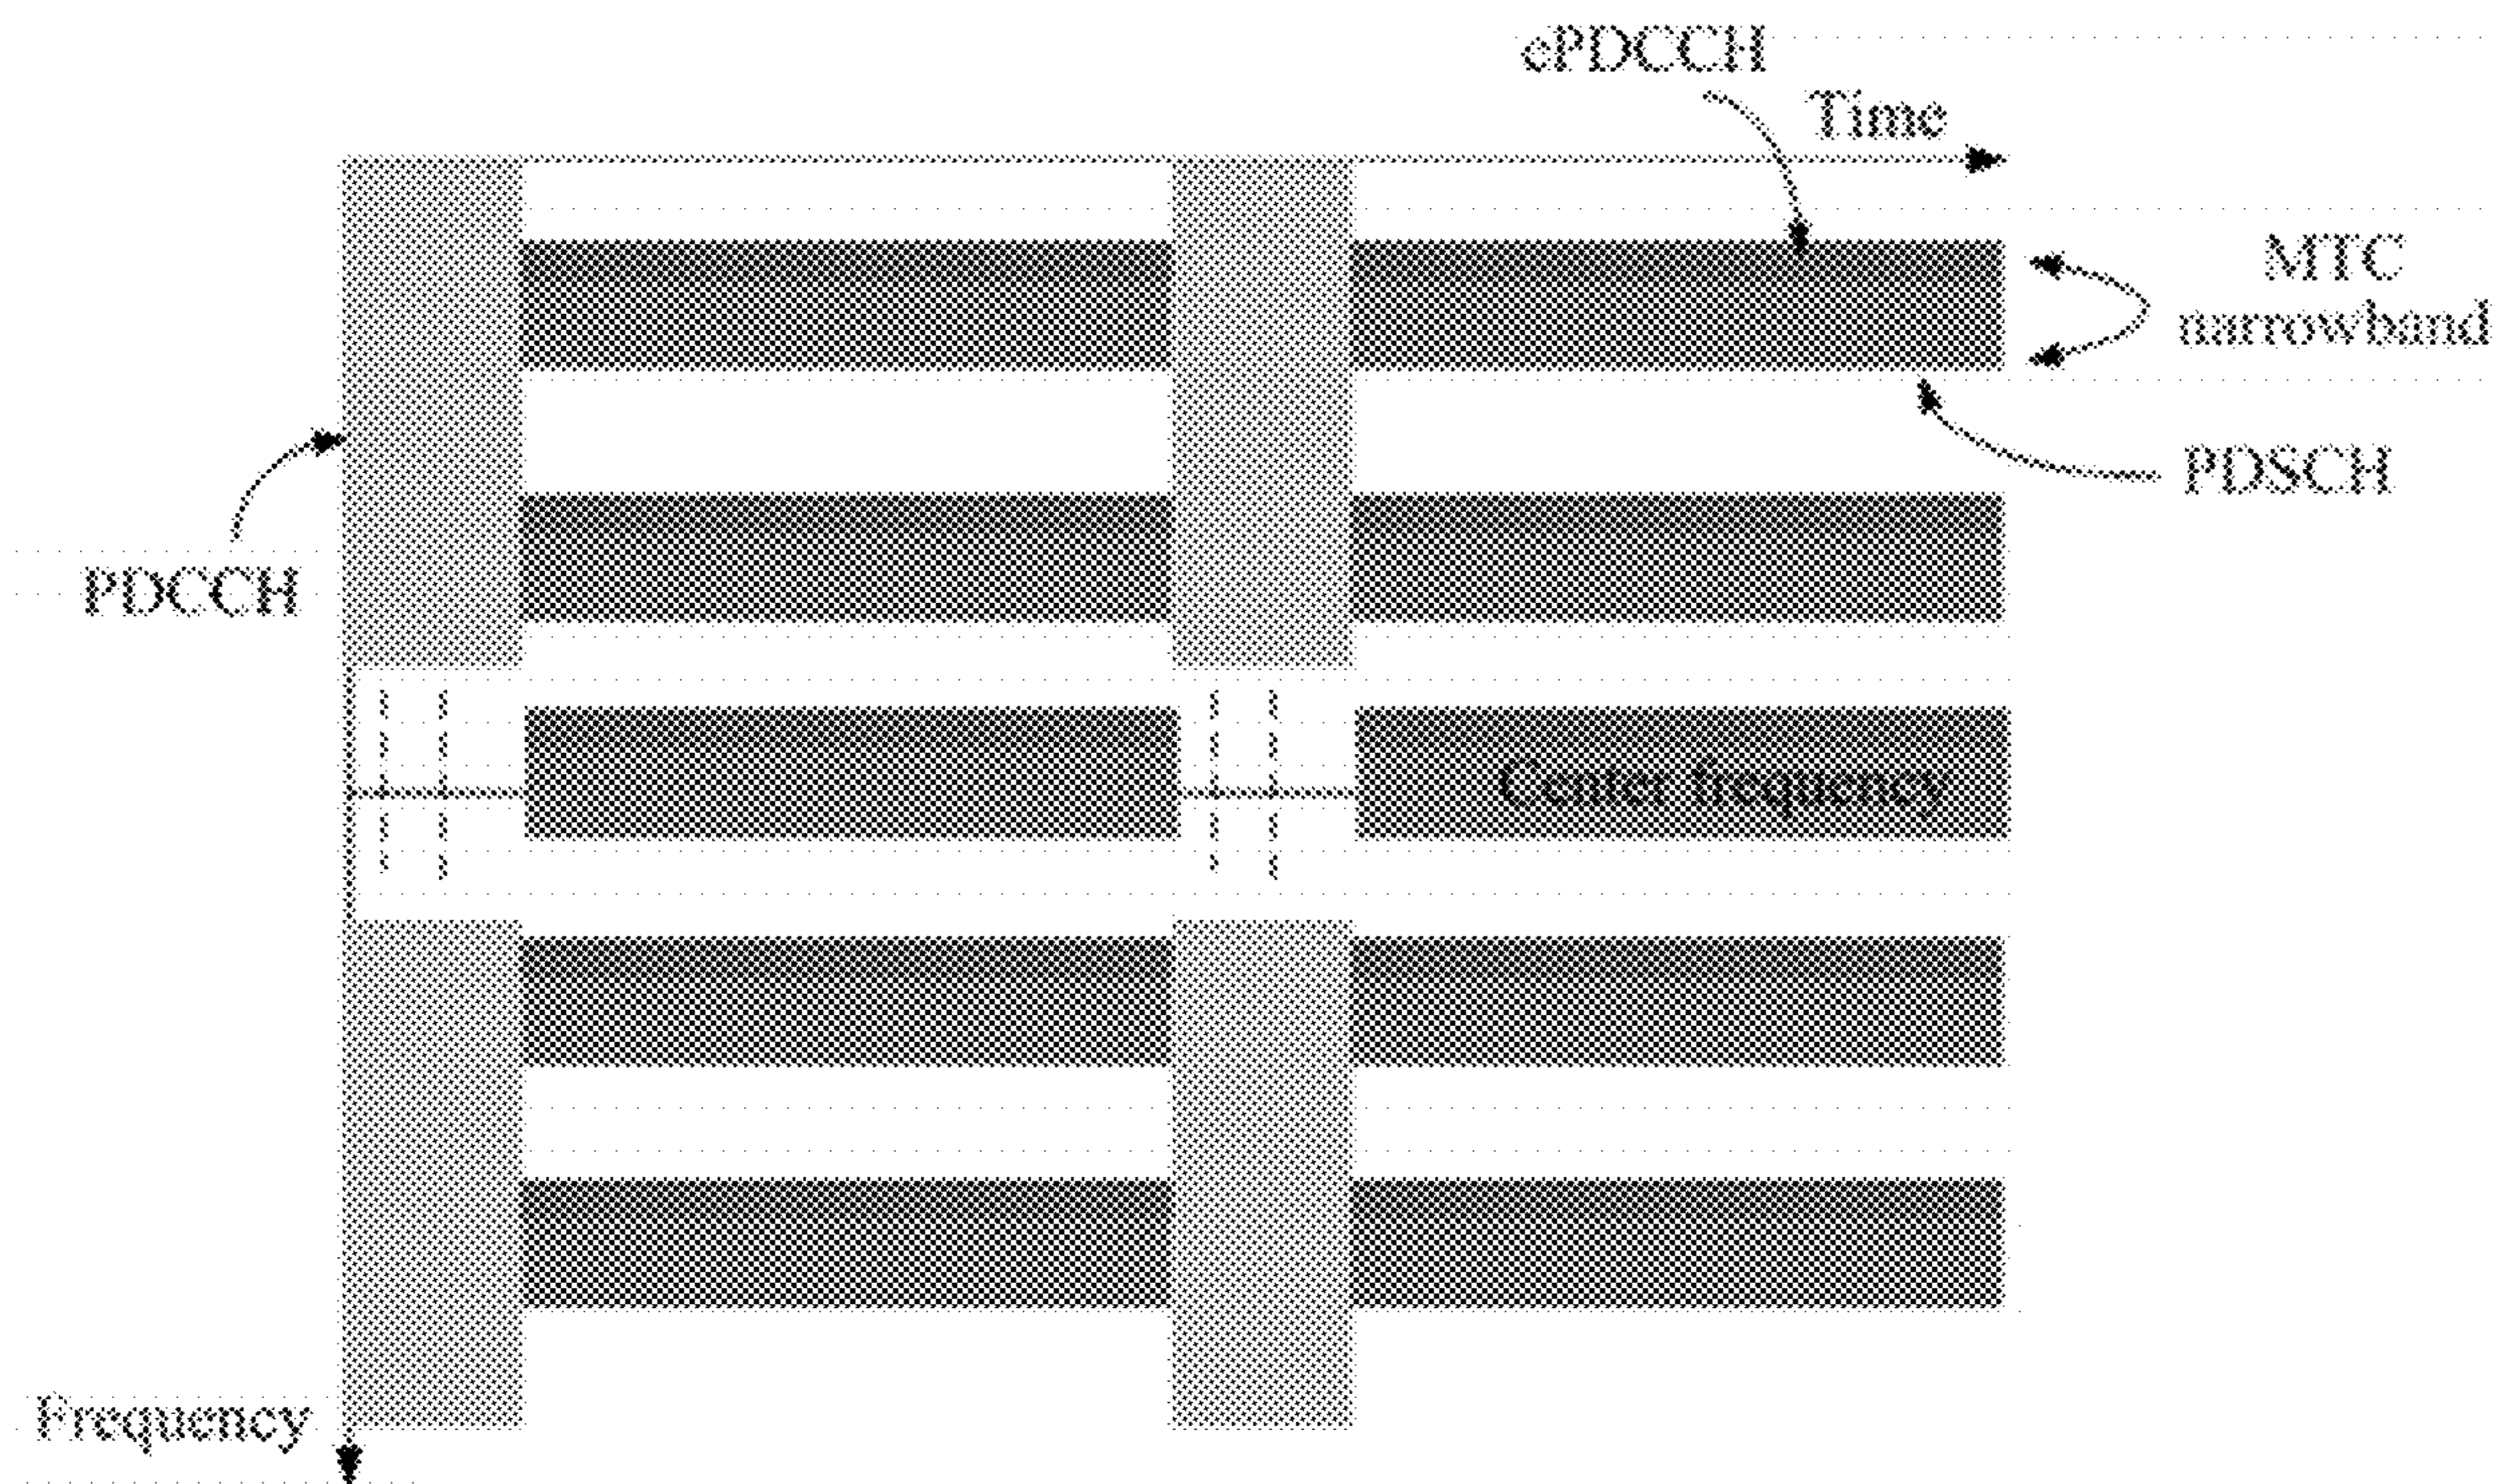 ePDCCH
Time
MTC
narrowband
PDSCH
PDCCH
Center frequency
Frequency